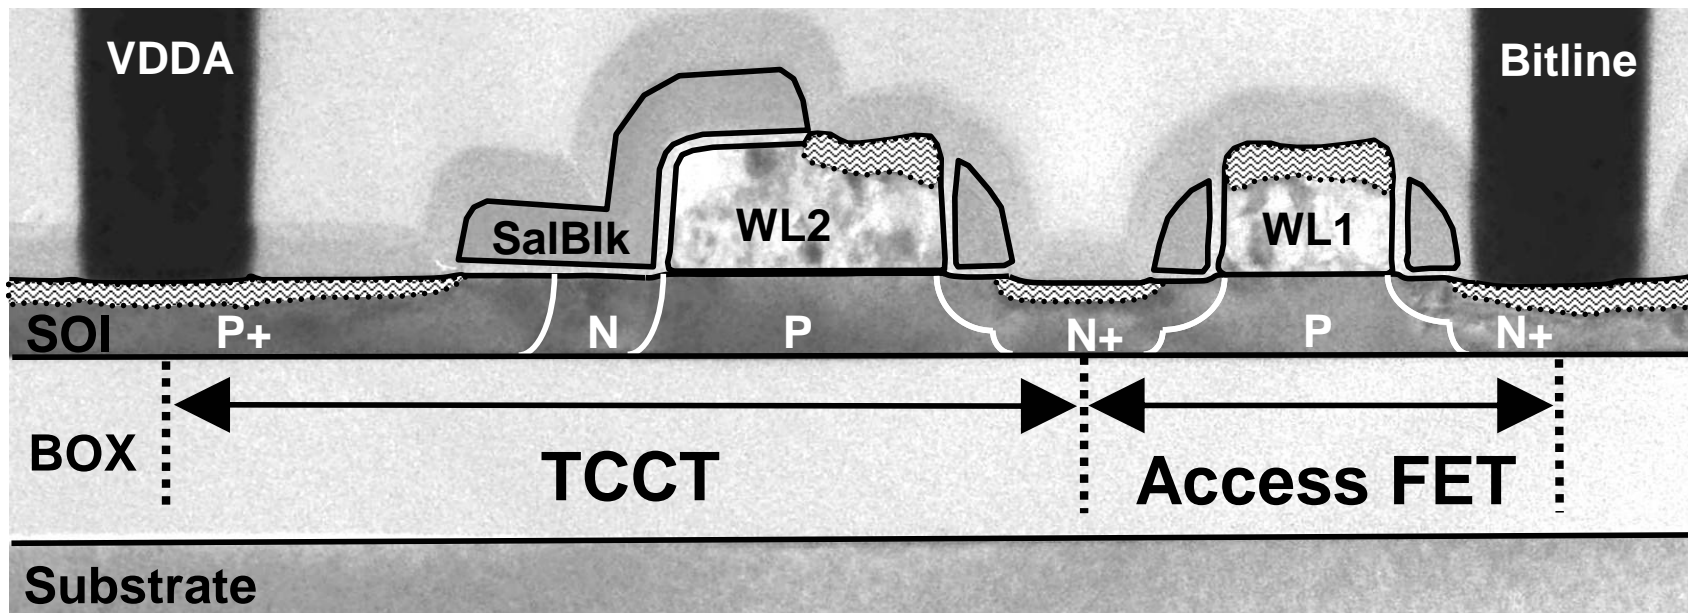 VDDA
Bitline
SalBlk
WL2
WL1
SOI
P+
N
P
N+
P
N+
BOX
TCCT
Access FET
Substrate